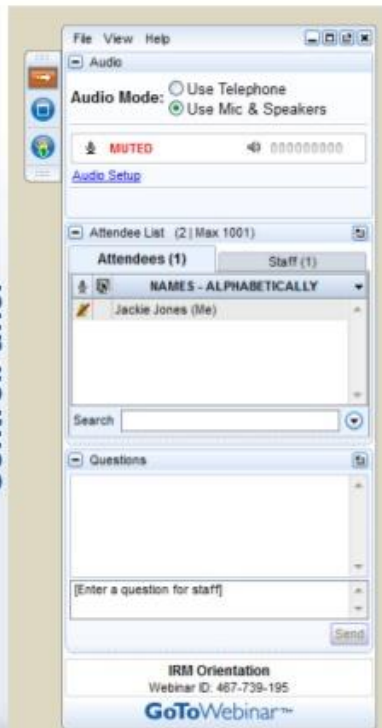 File View Help
Audio
Audio Mode: Use Telephone
Use Mic & Speakers
MUTED 000000000
Audio Setup
Attendee List (2 | Max 1001)
Attendees (1) Staff (1)
NAMES - ALPHABETICALLY
Jackie Jones (Me)
Search
Questions
[Enter a question for staff]
Send
IRM Orientation
Webinar ID: 467-739-195
GoToWebinar™